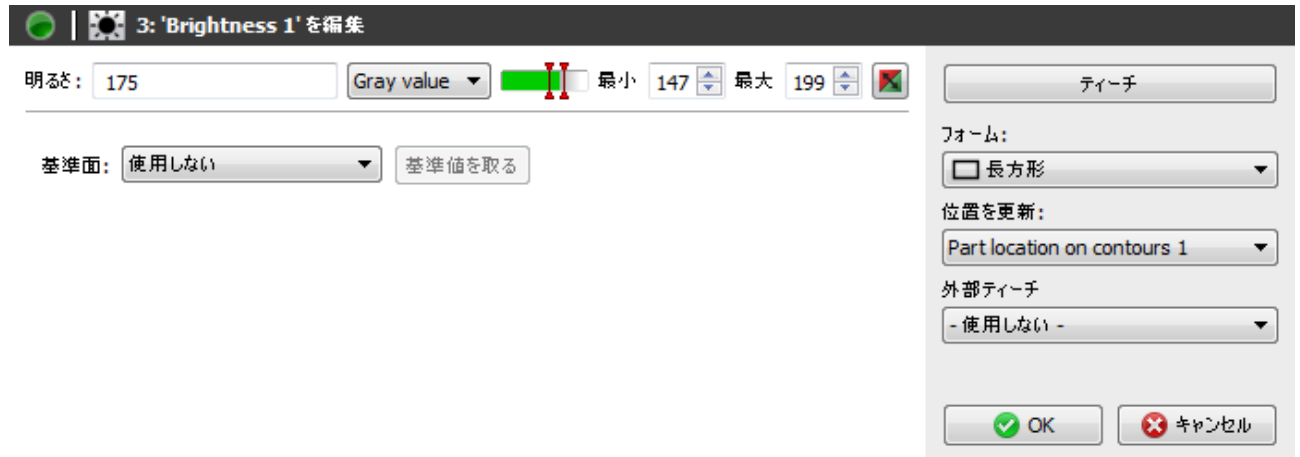 3: 'Brightness 1' を編集
明るさ: 175 Gray value 最小 147 最大 199
基準面: 使用しない 基準値を取る
ティーチ
フォーム:
長方形
位置を更新:
Part location on contours 1
外部ティーチ
- 使用しない -
OK キャンセル